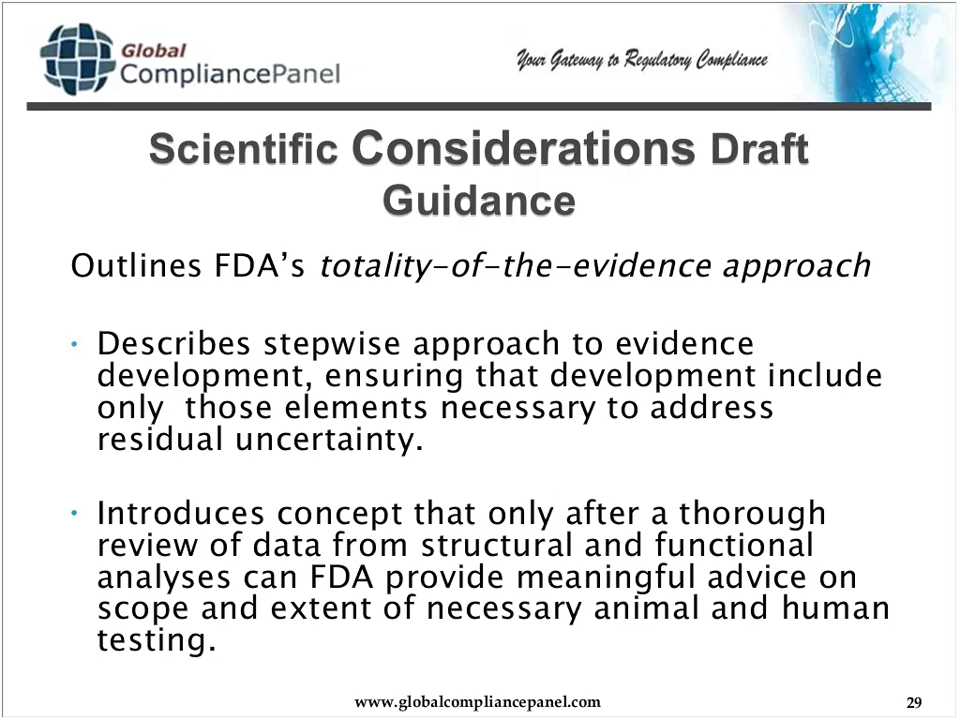 Global
CompliancePanel
Your Gateway to Regulatory Compliance
Scientific Considerations Draft
Guidance
Outlines FDA’s totality-of-the-evidence approach
• Describes stepwise approach to evidence
development, ensuring that development include
only  those elements necessary to address
residual uncertainty.
• Introduces concept that only after a thorough
review of data from structural and functional
analyses can FDA provide meaningful advice on
scope and extent of necessary animal and human
testing.
www.globalcompliancepanel.com
29